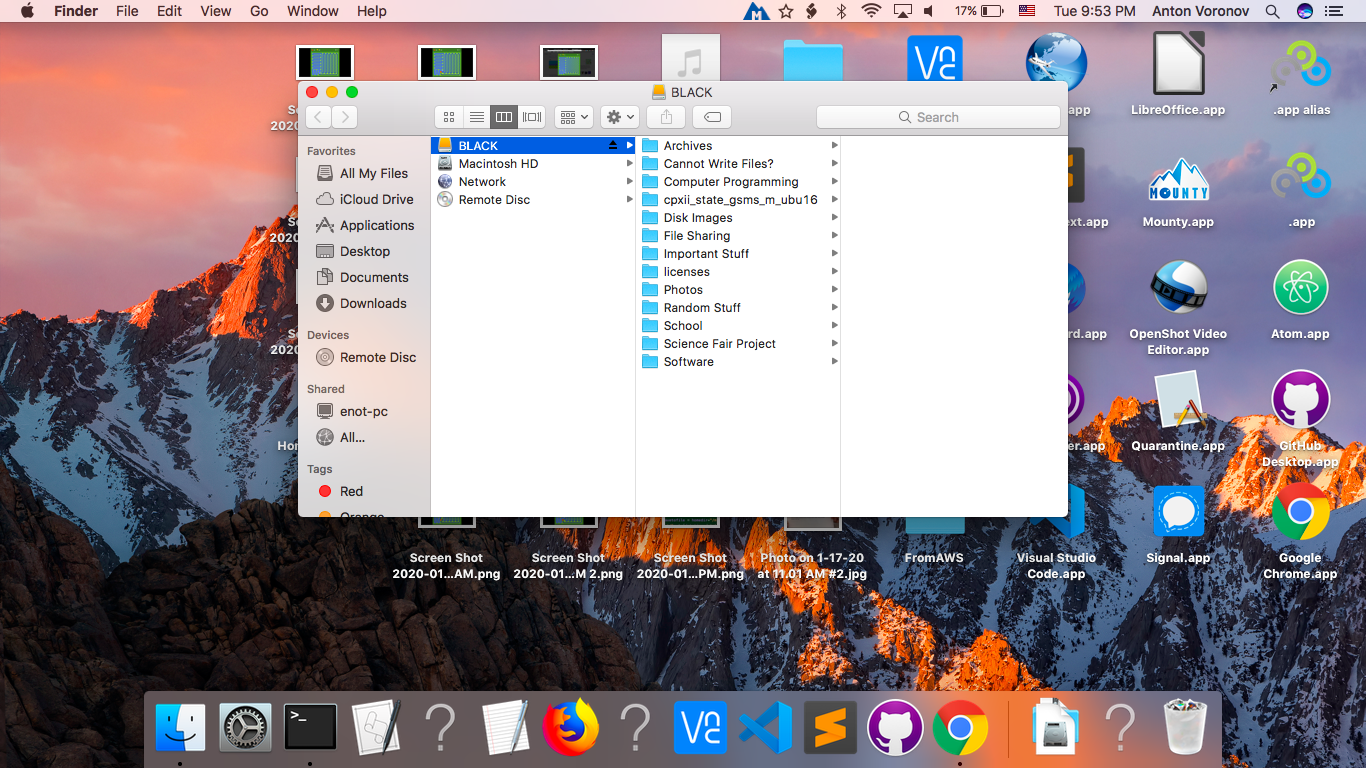 Finder File Edit View Go Window Help 17% Tue 9:53 PM Anton Voronov
BLACK
Search
Favorites
All My Files
iCloud Drive
Applications
Desktop
Documents
Downloads
Devices
Remote Disc
Shared
enot-pc
All...
Tags
Red
Orange
BLACK
Macintosh HD
Network
Remote Disc
Archives
Cannot Write Files?
Computer Programming
cpxii_state_gsms_m_ubu16
Disk Images
File Sharing
Important Stuff
licenses
Photos
Random Stuff
School
Science Fair Project
Software
LibreOffice.app
.app alias
MOUNTY
Mounty.app
.app
OpenShot Video
Editor.app
Atom.app
Quarantine.app
GitHub
Desktop.app
Screen Shot
2020-01...AM.png
Screen Shot
2020-01...M 2.png
Screen Shot
2020-01...PM.png
Photo on 1-17-20
at 11.01 AM #2.jpg
FromAWS
Visual Studio
Code.app
Signal.app
Google
Chrome.app